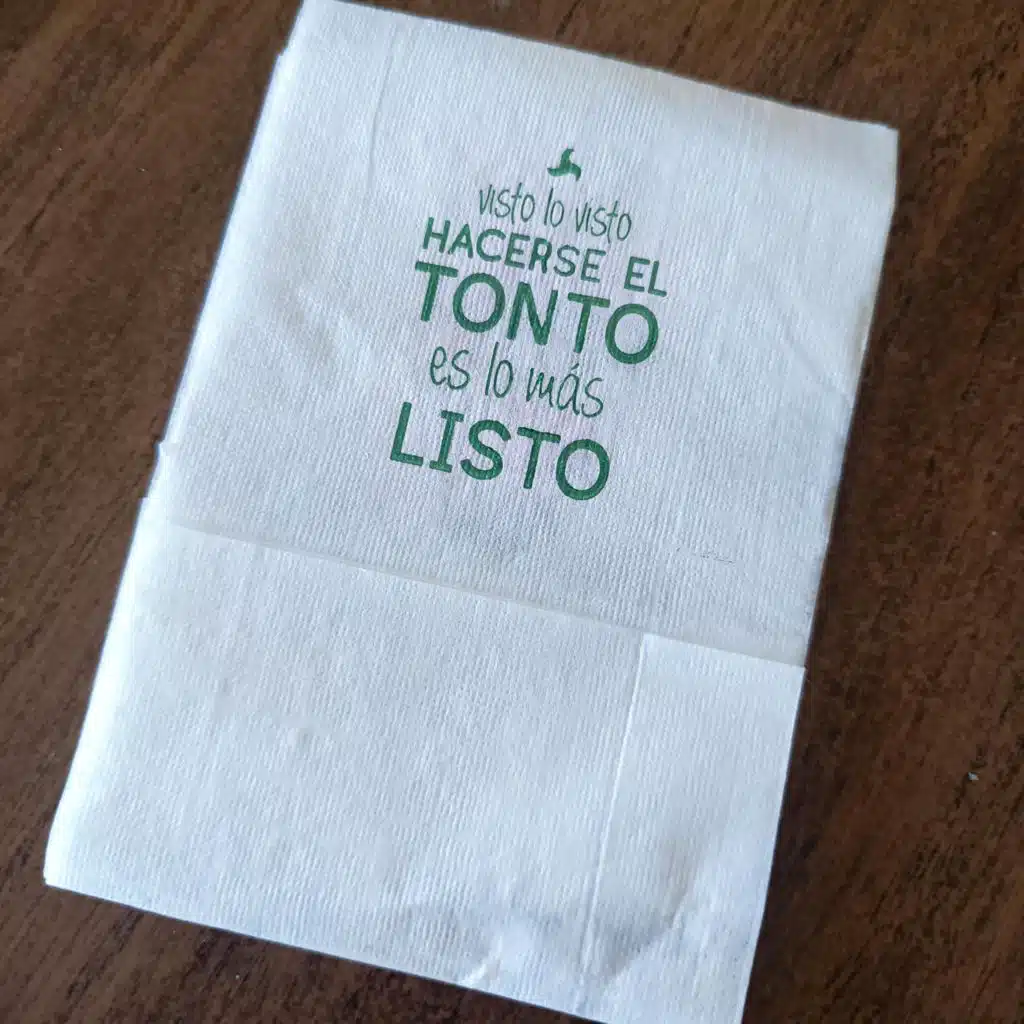 visto lo visto
HACERSE EL
TONTO
es lo más
LISTO